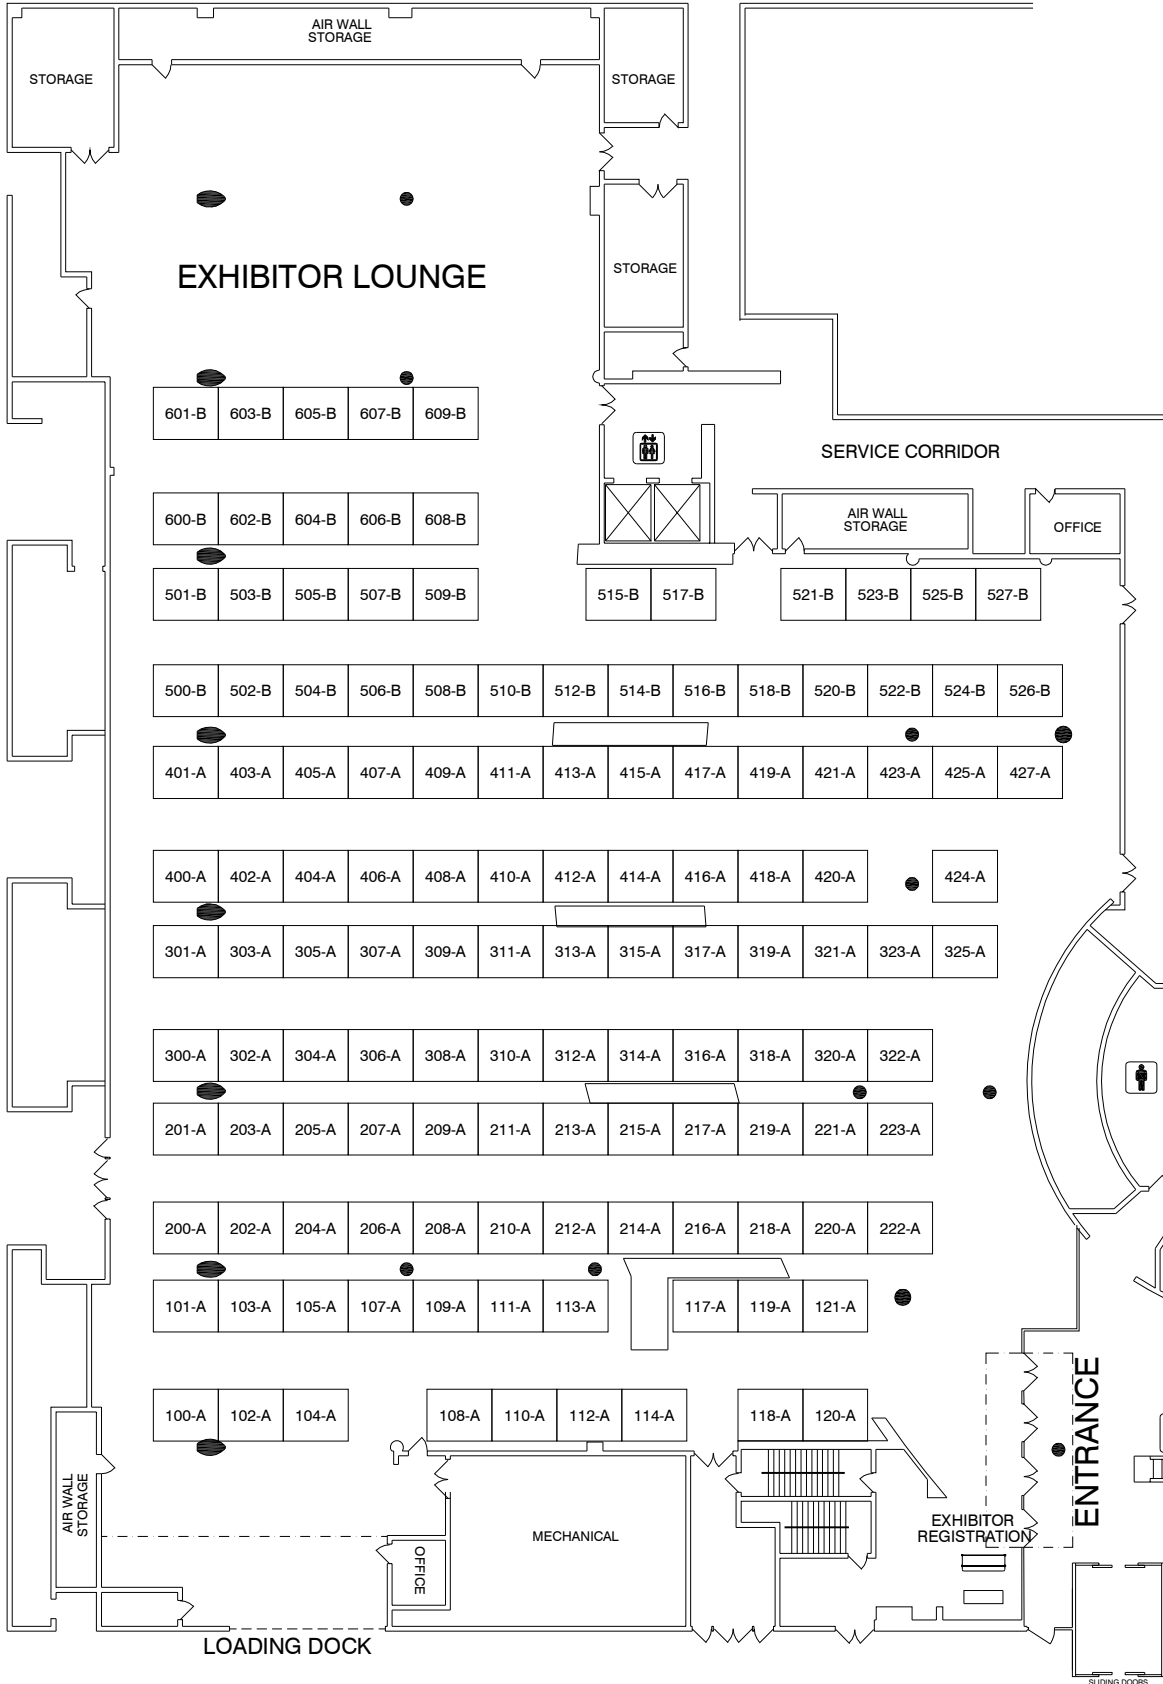 AIR WALL
STORAGE
STORAGE
STORAGE
EXHIBITOR LOUNGE
STORAGE
601-B 603-B 605-B 607-B 609-B
SERVICE CORRIDOR
600-B 602-B 604-B 606-B 608-B
AIR WALL
STORAGE
OFFICE
501-B 503-B 505-B 507-B 509-B 515-B 517-B 521-B 523-B 525-B 527-B
500-B 502-B 504-B 506-B 508-B 510-B 512-B 514-B 516-B 518-B 520-B 522-B 524-B 526-B
401-A 403-A 405-A 407-A 409-A 411-A 413-A 415-A 417-A 419-A 421-A 423-A 425-A 427-A
400-A 402-A 404-A 406-A 408-A 410-A 412-A 414-A 416-A 418-A 420-A 424-A
301-A 303-A 305-A 307-A 309-A 311-A 313-A 315-A 317-A 319-A 321-A 323-A 325-A
300-A 302-A 304-A 306-A 308-A 310-A 312-A 314-A 316-A 318-A 320-A 322-A
201-A 203-A 205-A 207-A 209-A 211-A 213-A 215-A 217-A 219-A 221-A 223-A
200-A 202-A 204-A 206-A 208-A 210-A 212-A 214-A 216-A 218-A 220-A 222-A
101-A 103-A 105-A 107-A 109-A 111-A 113-A 117-A 119-A 121-A
100-A 102-A 104-A 108-A 110-A 112-A 114-A 118-A 120-A
ENTRANCE
AIR WALL
STORAGE
MECHANICAL
EXHIBITOR
REGISTRATION
OFFICE
LOADING DOCK
SLIDING DOORS